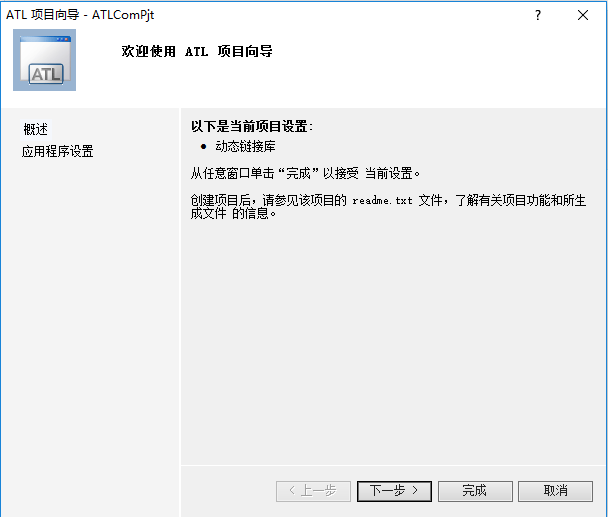 ATL 项目向导 - ATLComPjt
?
ATL
欢迎使用 ATL 项目向导
概述
应用程序设置
以下是当前项目设置:
• 动态链接库
从任意窗口单击“完成”以接受 当前设置。
创建项目后，请参见该项目的 readme.txt 文件，了解有关项目功能和所生
成文件 的信息。
< 上一步
下一步 >
完成
取消